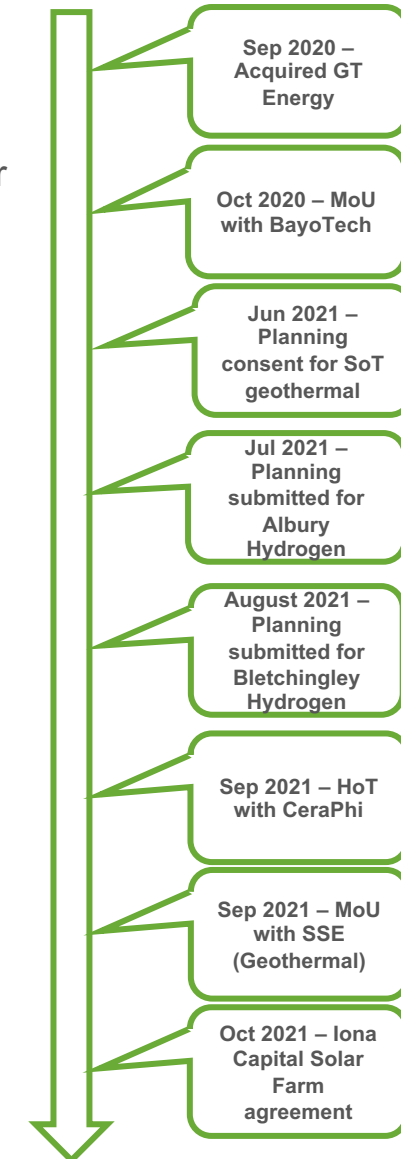 r
Sep 2020 –
Acquired GT
Energy
Oct 2020 – MoU
with BayoTech
Jun 2021 –
Planning
consent for SoT
geothermal
Jul 2021 –
Planning
submitted for
Albury
Hydrogen
August 2021 –
Planning
submitted for
Bletchingley
Hydrogen
Sep 2021 – HoT
with CeraPhi
Sep 2021 – MoU
with SSE
(Geothermal)
Oct 2021 – Iona
Capital Solar
Farm
agreement